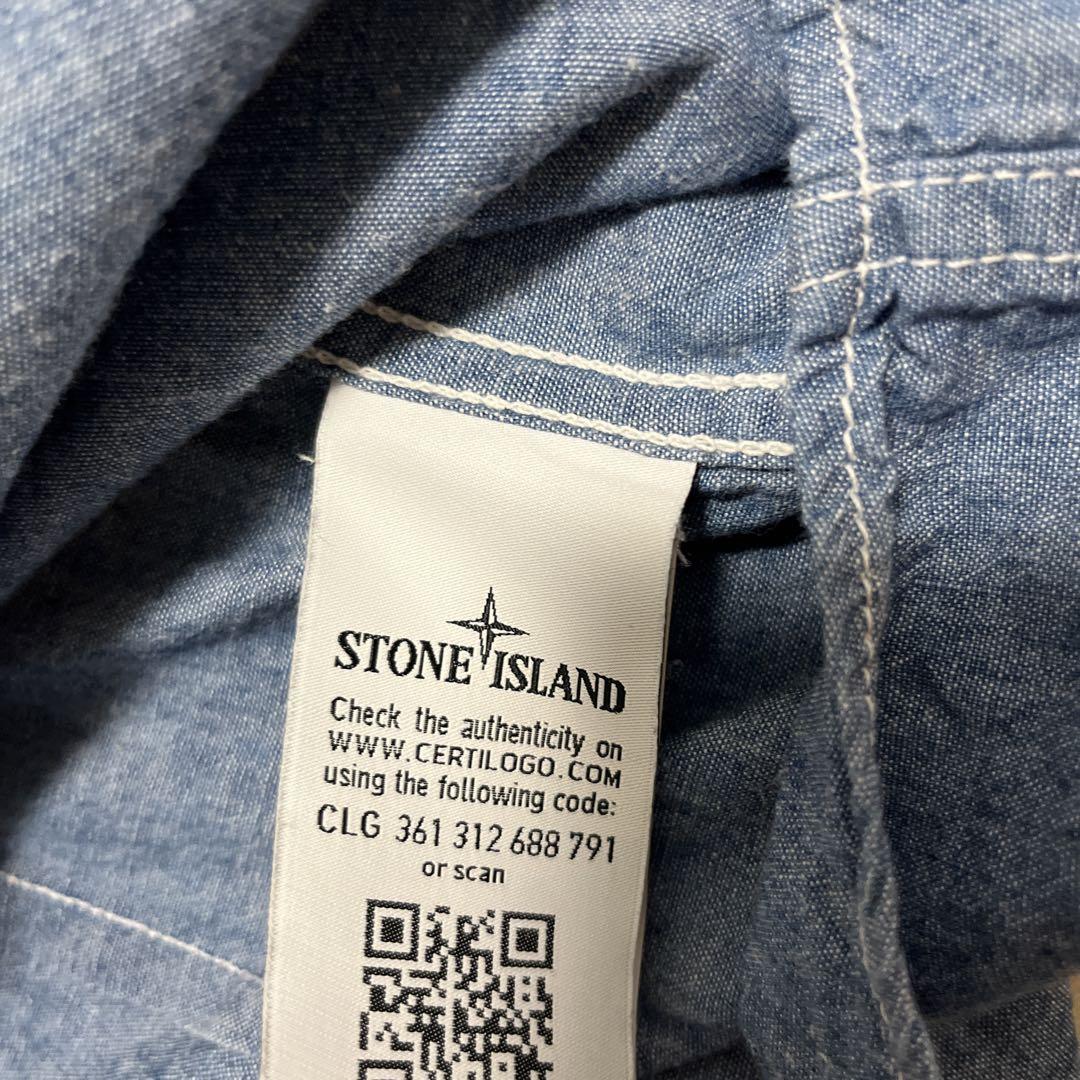 STONE ISLAND
Check the authenticity on
WWW.CERTILOGO.COM
using the following code:
CLG 361 312 688 791
or scan